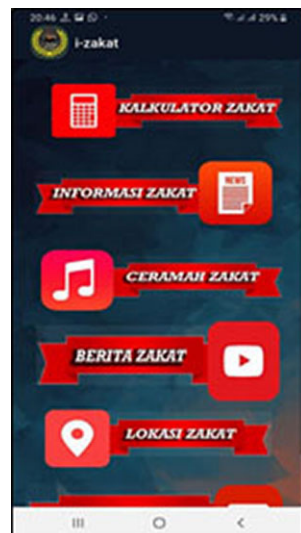 20:46
29%
i-zakat
KALKULATOR ZAKAT
INFORMASI ZAKAT
NEWS
CERAMAH ZAKAT
BERITA ZAKAT
LOKASI ZAKAT